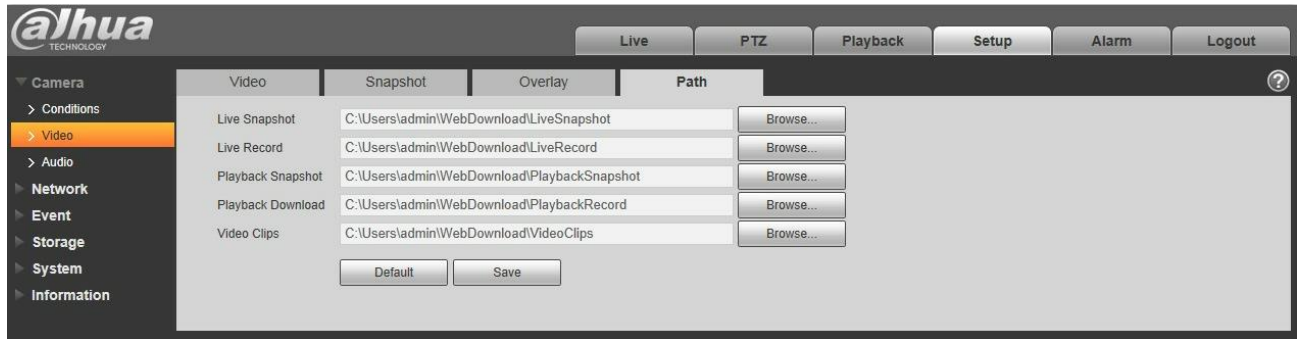 alhua
TECHNOLOGY
Live PTZ Playback Setup Alarm Logout
Camera
Conditions
Video
Audio
Network
Event
Storage
System
Information
Video Snapshot Overlay Path ?
Live Snapshot C:\Users\admin\WebDownload\LiveSnapshot Browse...
Live Record C:\Users\admin\WebDownload\LiveRecord Browse...
Playback Snapshot C:\Users\admin\WebDownload\PlaybackSnapshot Browse...
Playback Download C:\Users\admin\WebDownload\PlaybackRecord Browse...
Video Clips C:\Users\admin\WebDownload\VideoClips Browse...
Default Save